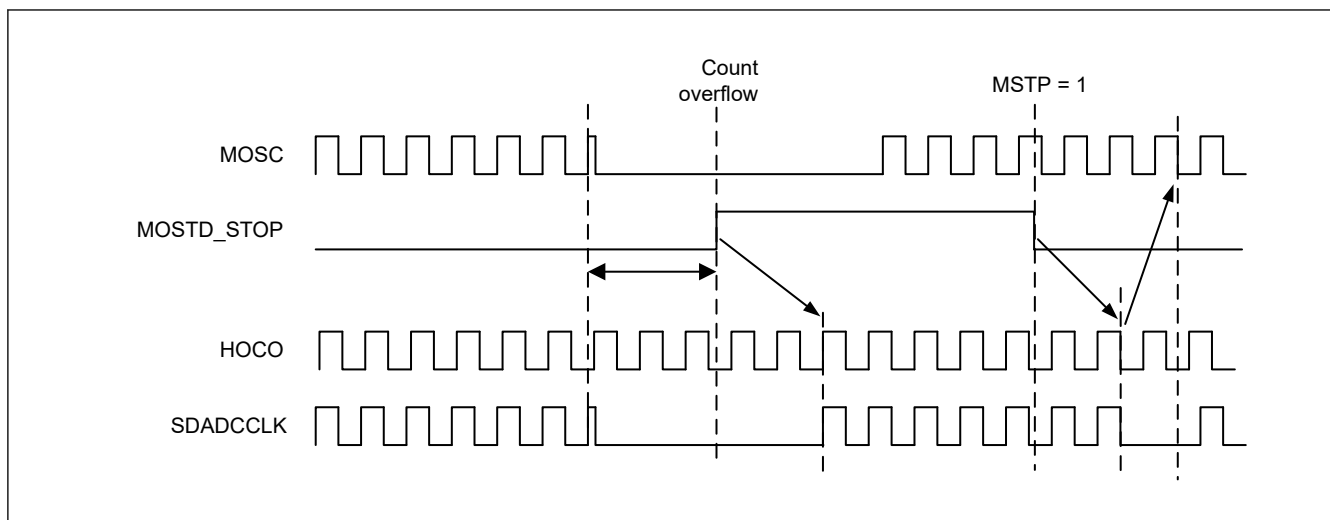 Count
overflow
MSTP = 1
MOSC
MOSTD_STOP
HOCO
SDADCCLK